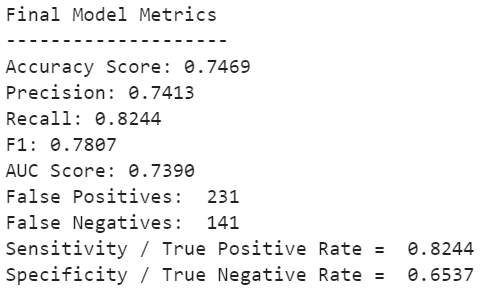 Final Model Metrics
--------------------
Accuracy Score: 0.7469
Precision: 0.7413
Recall: 0.8244
F1: 0.7807
AUC Score: 0.7390
False Positives:  231
False Negatives:  141
Sensitivity / True Positive Rate =  0.8244
Specificity / True Negative Rate =  0.6537